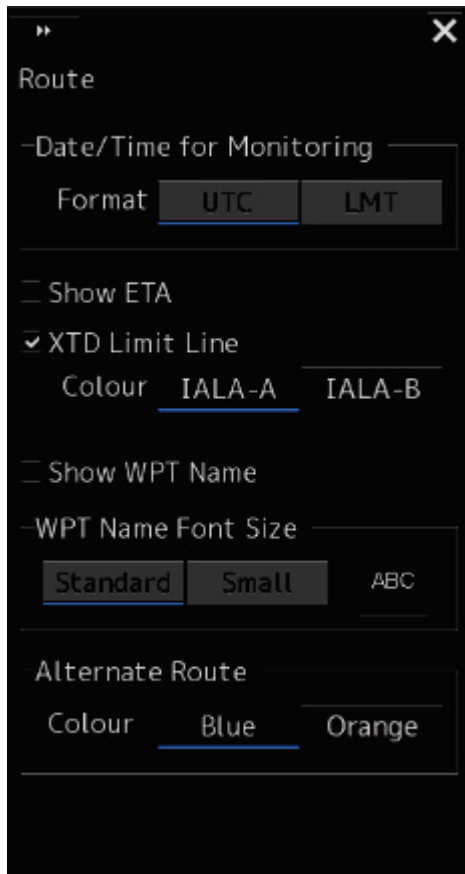 Route
Date/Time for Monitoring
Format UTC LMT
Show ETA
XTD Limit Line
Colour IALA-A IALA-B
Show WPT Name
WPT Name Font Size
Standard Small ABC
Alternate Route
Colour Blue Orange